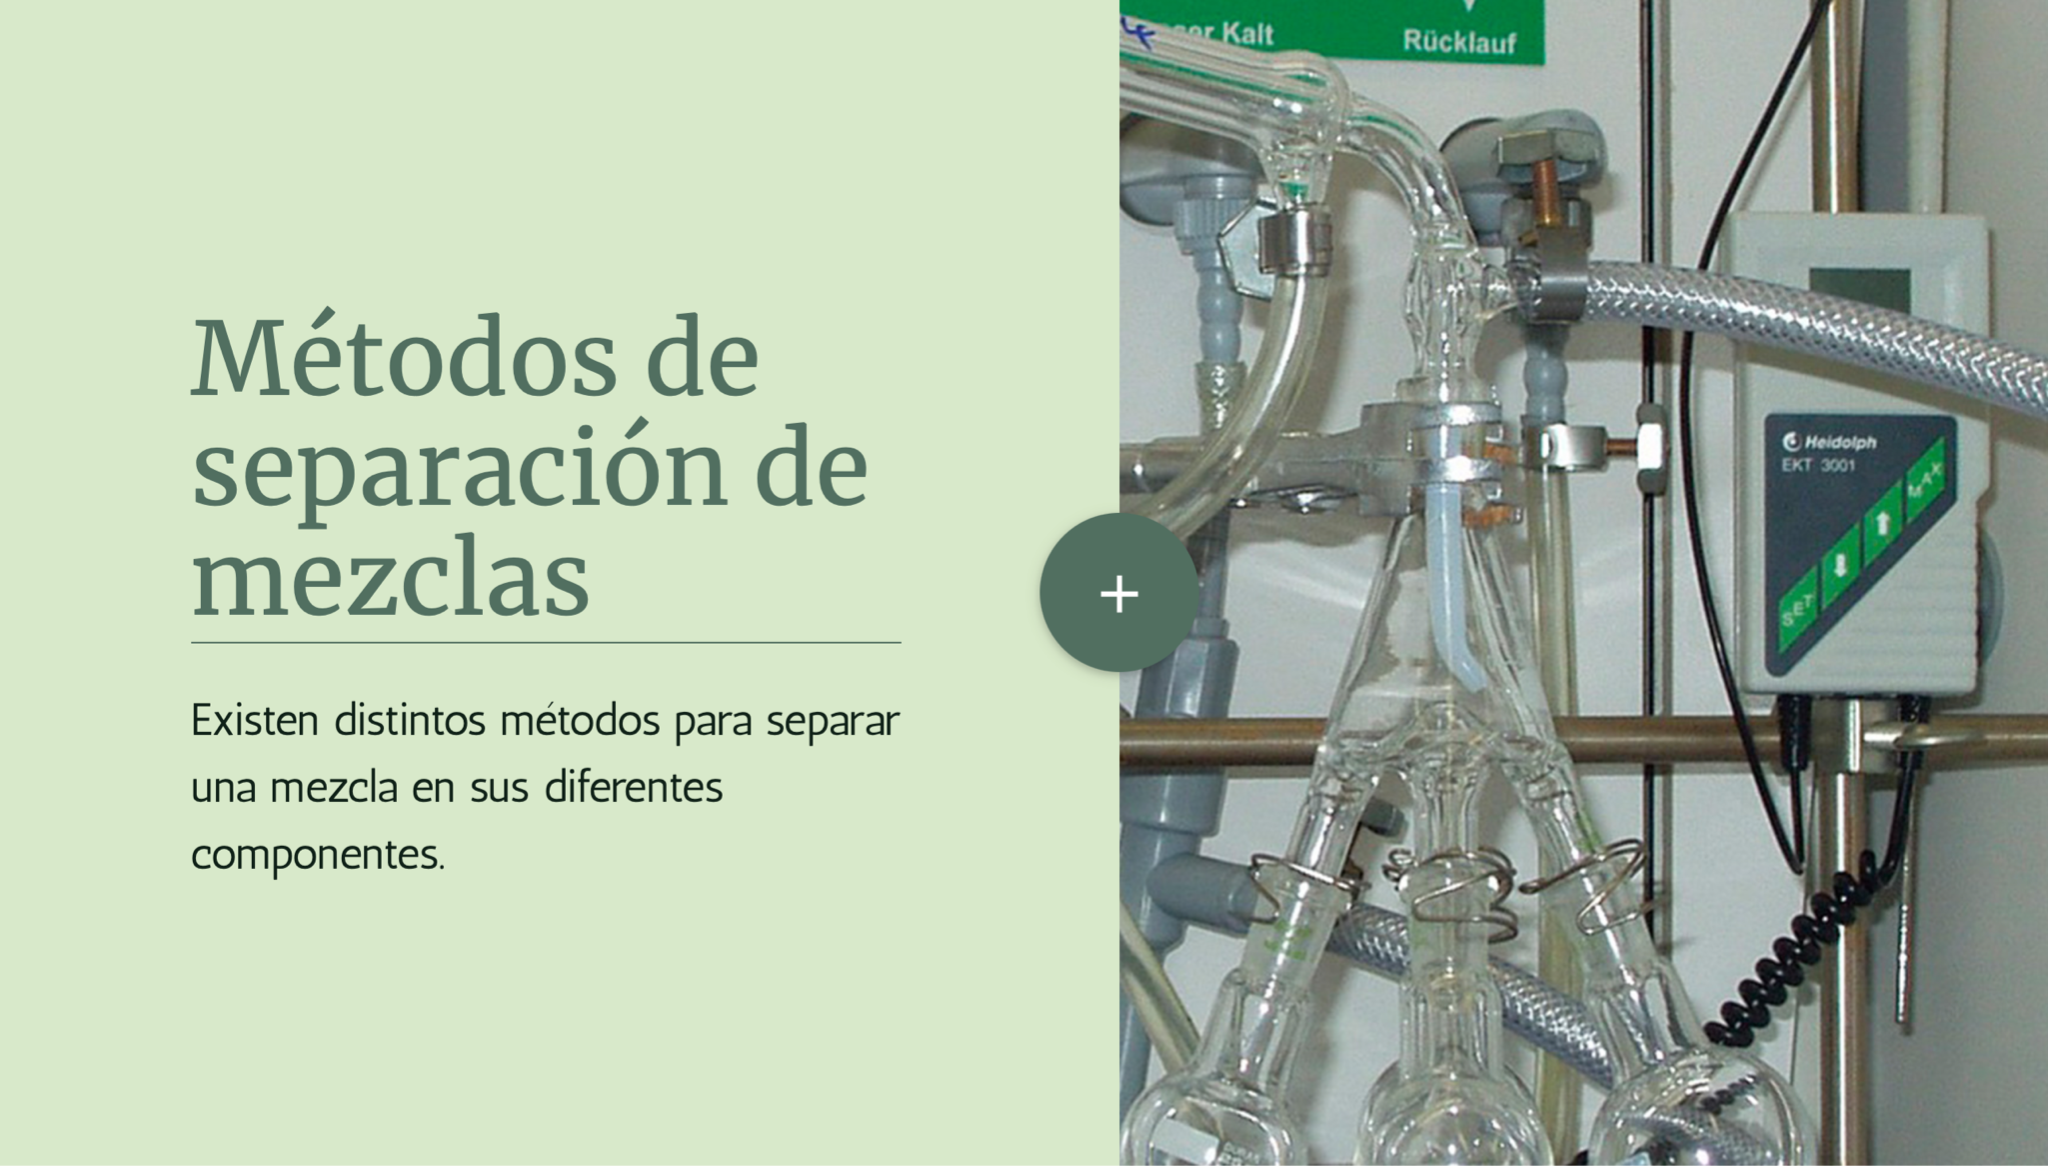 Métodos de
separación de
mezclas
Existen distintos métodos para separar
una mezcla en sus diferentes
componentes.
+
Kalt
Rücklauf
Heidolph
EKT 3001
SET
MAX